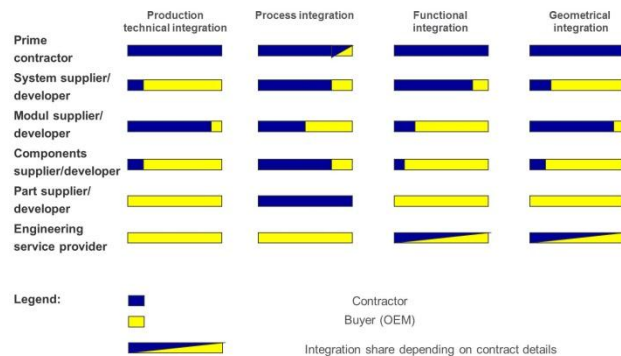 Production
technical integration
Process integration
Functional
integration
Geometrical
integration
Prime
contractor
System supplier/
developer
Modul supplier/
developer
Components
supplier/developer
Part supplier/
developer
Engineering
service provider
Legend:
Contractor
Buyer (OEM)
Integration share depending on contract details